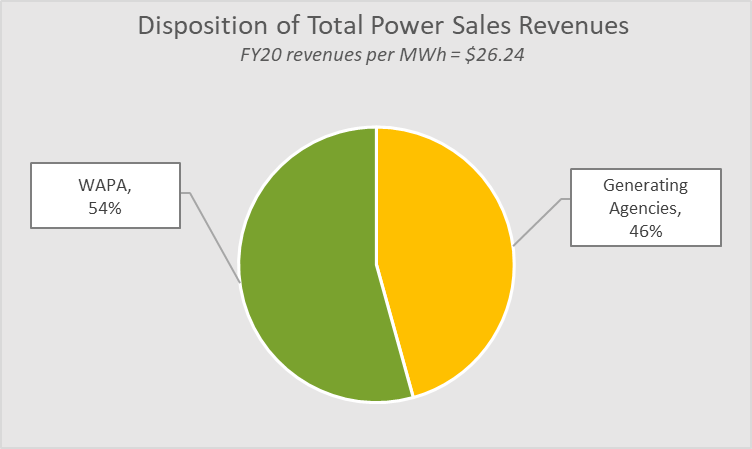 Disposition of Total Power Sales Revenues
FY20 revenues per MWh = $26.24
WAPA,
54%
Generating
Agencies,
46%